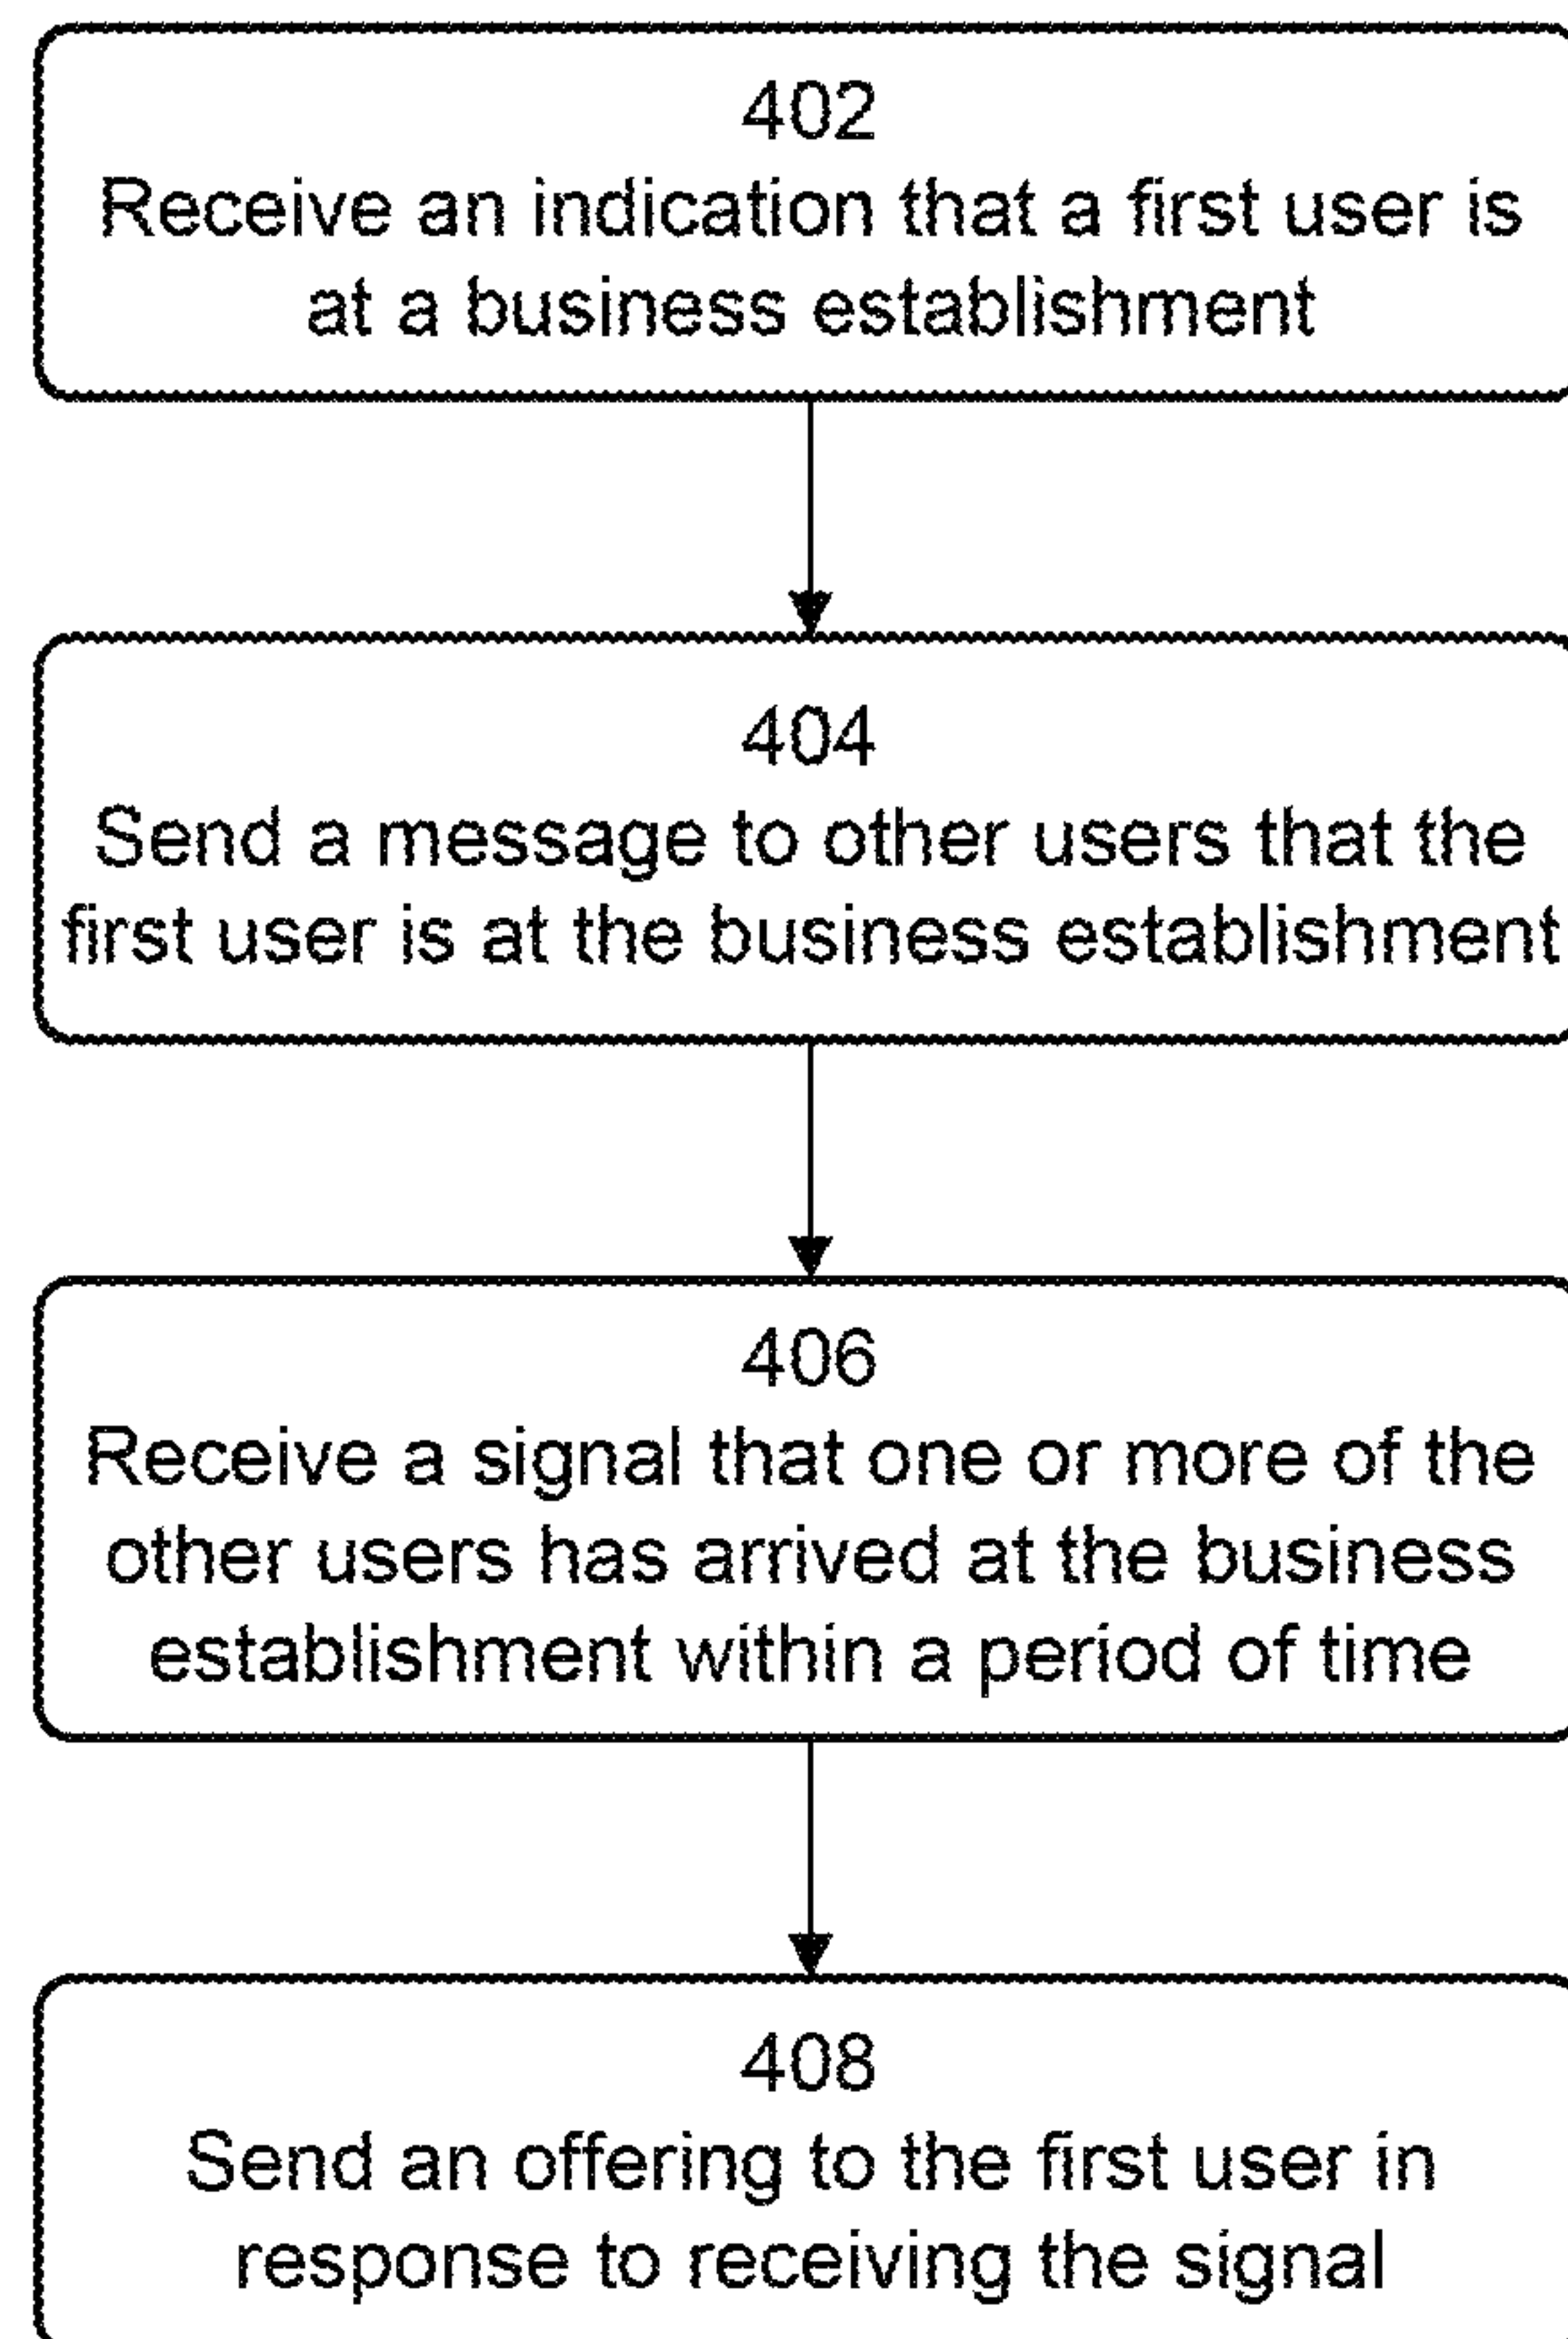 402
Receive an indication that a first user is
at a business establishment
404
Send a message to other users that the
first user is at the business establishment
406
Receive a signal that one or more of the
other users has arrived at the business
establishment within a period of time
408
Send an offering to the first user in
response to receiving the signal